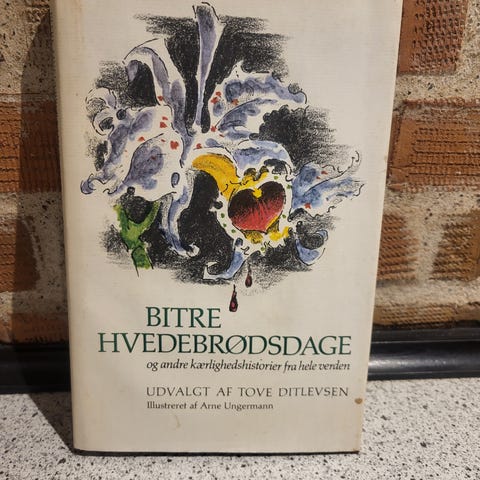 BITRE
HVEDEBRØDSDAGE
og andre kærlighedshistorier fra hele verden
UDVALGT AF TOVE DITLEVSEN
Illustreret af Arne Ungermann